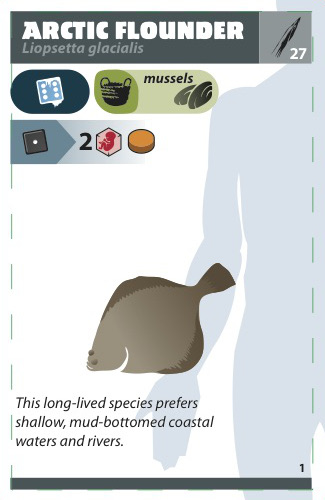 ARCTIC FLOUNDER
Liopsetta glacialis
27
mussels
2
This long-lived species prefers
shallow, mud-bottomed coastal
waters and rivers.
1